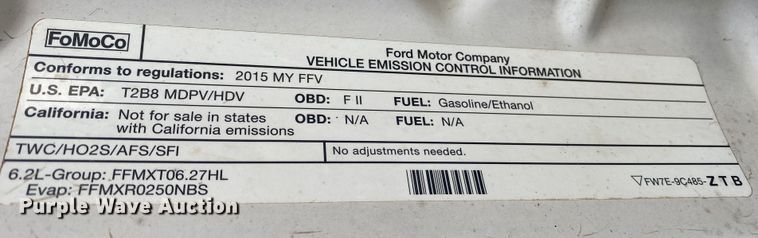 FoMoCo
Ford Motor Company
VEHICLE EMISSION CONTROL INFORMATION
Conforms to regulations: 2015 MY FFV
U.S. EPA: T2B8 MDPV/HDV OBD: F II FUEL: Gasoline/Ethanol
California: Not for sale in states OBD: N/A FUEL: N/A
with California emissions
TWC/HO2S/AFS/SFI No adjustments needed.
6.2L-Group: FFMXT06.27HL
Evap: FFMXR0250NBS
▽FW7E-9C485-ZTB
Purple Wave Auction